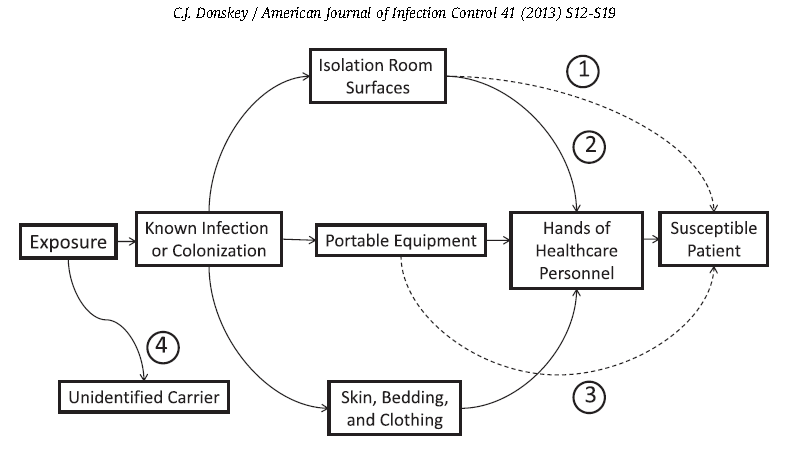 C.J. Donskey / American Journal of Infection Control 41 (2013) S12-S19
Isolation Room
Surfaces
1
2
Exposure
Known Infection
or Colonization
Portable Equipment
Hands of
Healthcare
Personnel
Susceptible
Patient
4
Unidentified Carrier
Skin, Bedding,
and Clothing
3